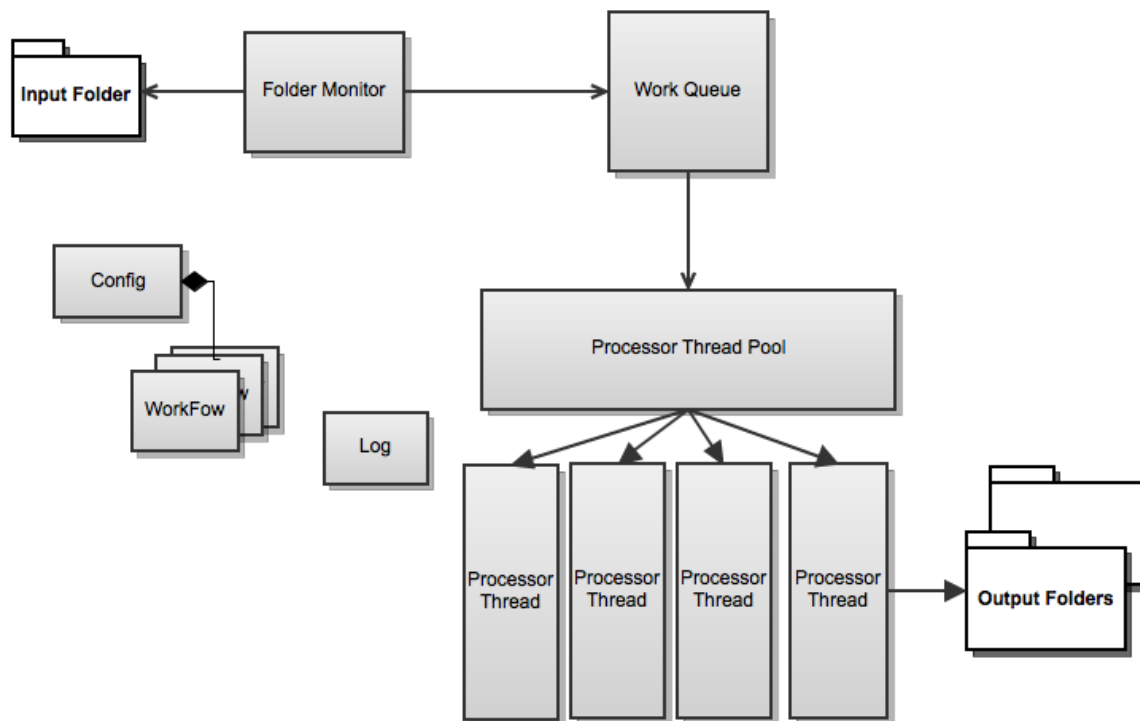 Input Folder
Folder Monitor
Work Queue
Config
Processor Thread Pool
WorkFow
w
Log
Processor
Thread
Processor
Thread
Processor
Thread
Processor
Thread
Output Folders